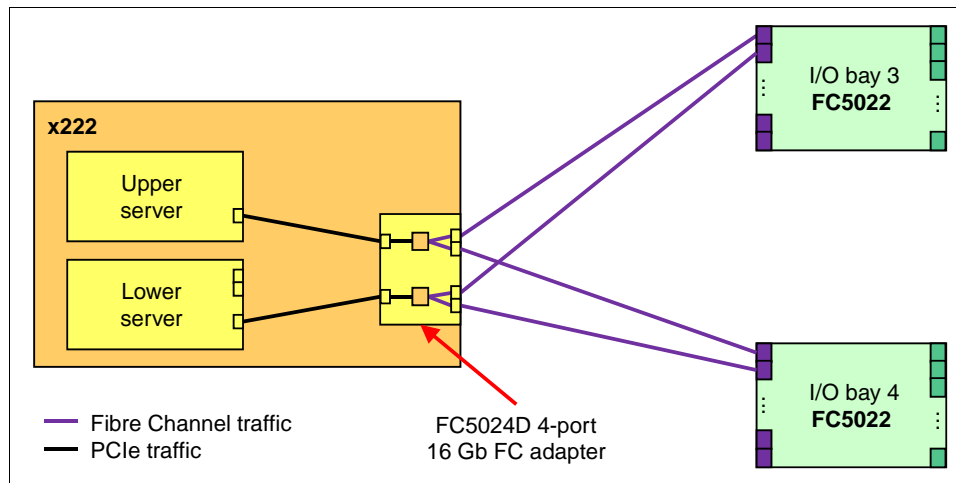 x222
Upper
server
Lower
server
I/O bay 3
FC5022
⋮
⋮
I/O bay 4
FC5022
⋮
⋮
Fibre Channel traffic
PCIe traffic
FC5024D 4-port
16 Gb FC adapter